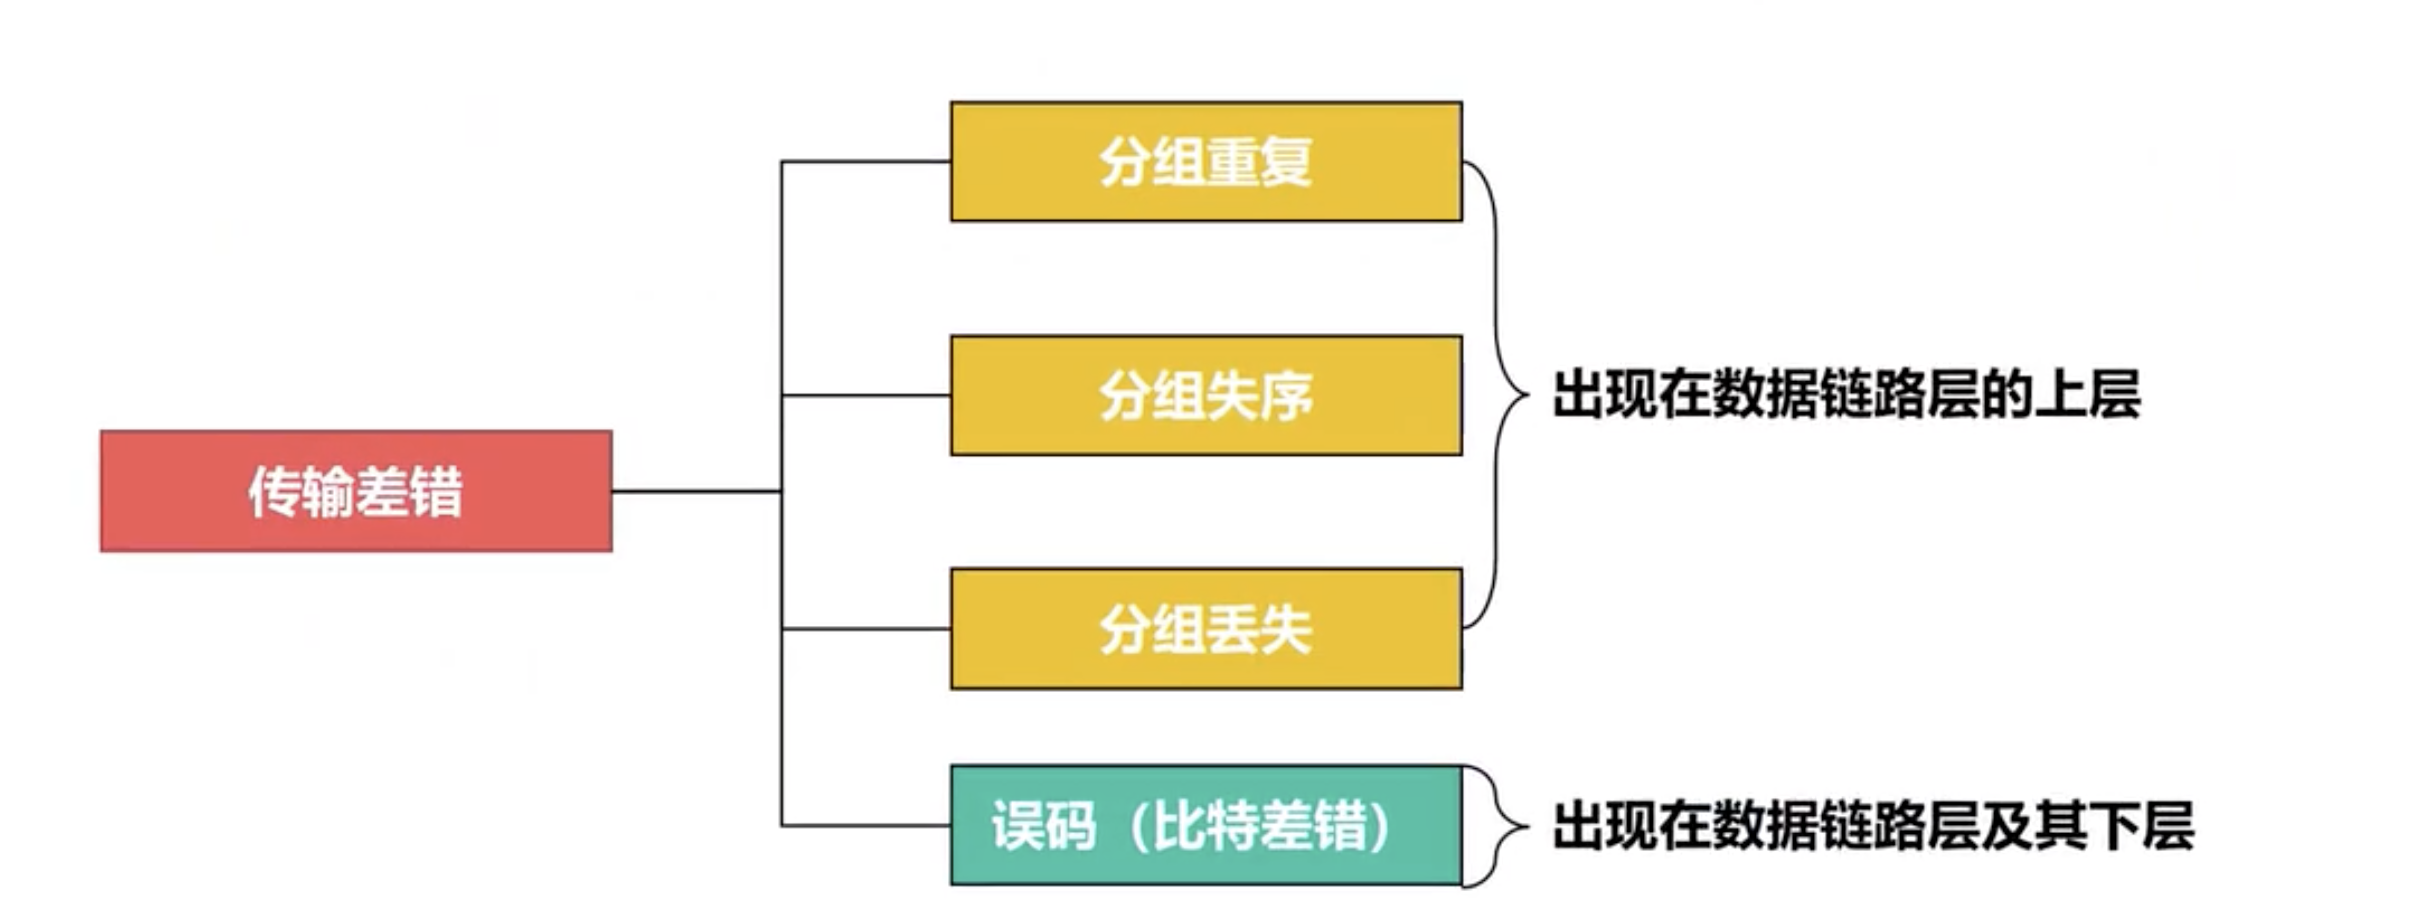 分组重复
分组失序
出现在数据链路层的上层
传输差错
分组丢失
误码（比特差错）
出现在数据链路层及其下层